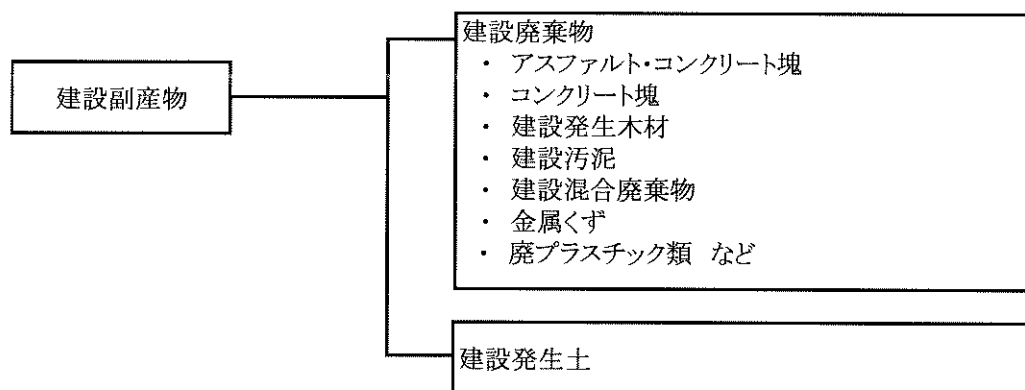 建設副産物
建設廃棄物
・ アスファルト・コンクリート塊
・ コンクリート塊
・ 建設発生木材
・ 建設汚泥
・ 建設混合廃棄物
・ 金属くず
・ 廃プラスチック類 など
建設発生土